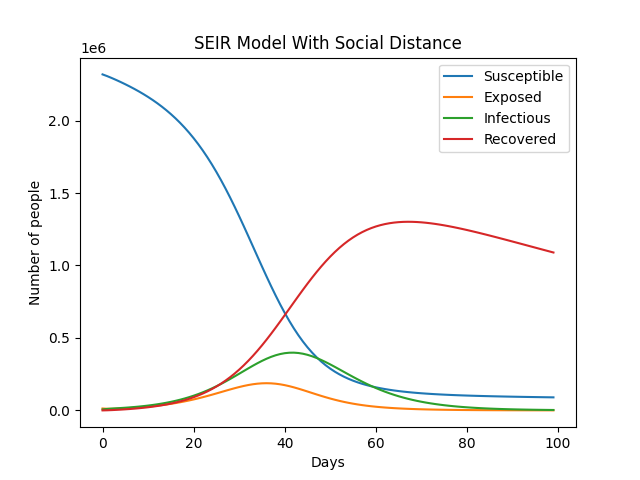 SEIR Model With Social Distance
1e6
Susceptible
Exposed
Infectious
Recovered
Number of people
2.0
1.5
1.0
0.5
0.0
0 20 40 60 80 100
Days